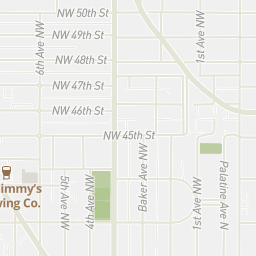 NW 50th St
NW 49th St
NW 48th St
NW 47th St
NW 46th St
NW 45th St
6th Ave NW
1st Ave NW
immy's
ving Co.
5th Ave NW
4th Ave NW
Baker Ave NW
1st Ave NW
Palatine Ave N